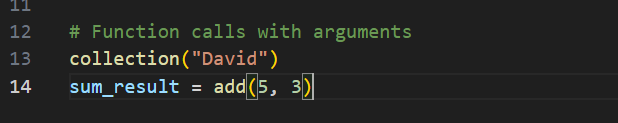 11
12 # Function calls with arguments
13 collection("David")
14 sum_result = add(5, 3)